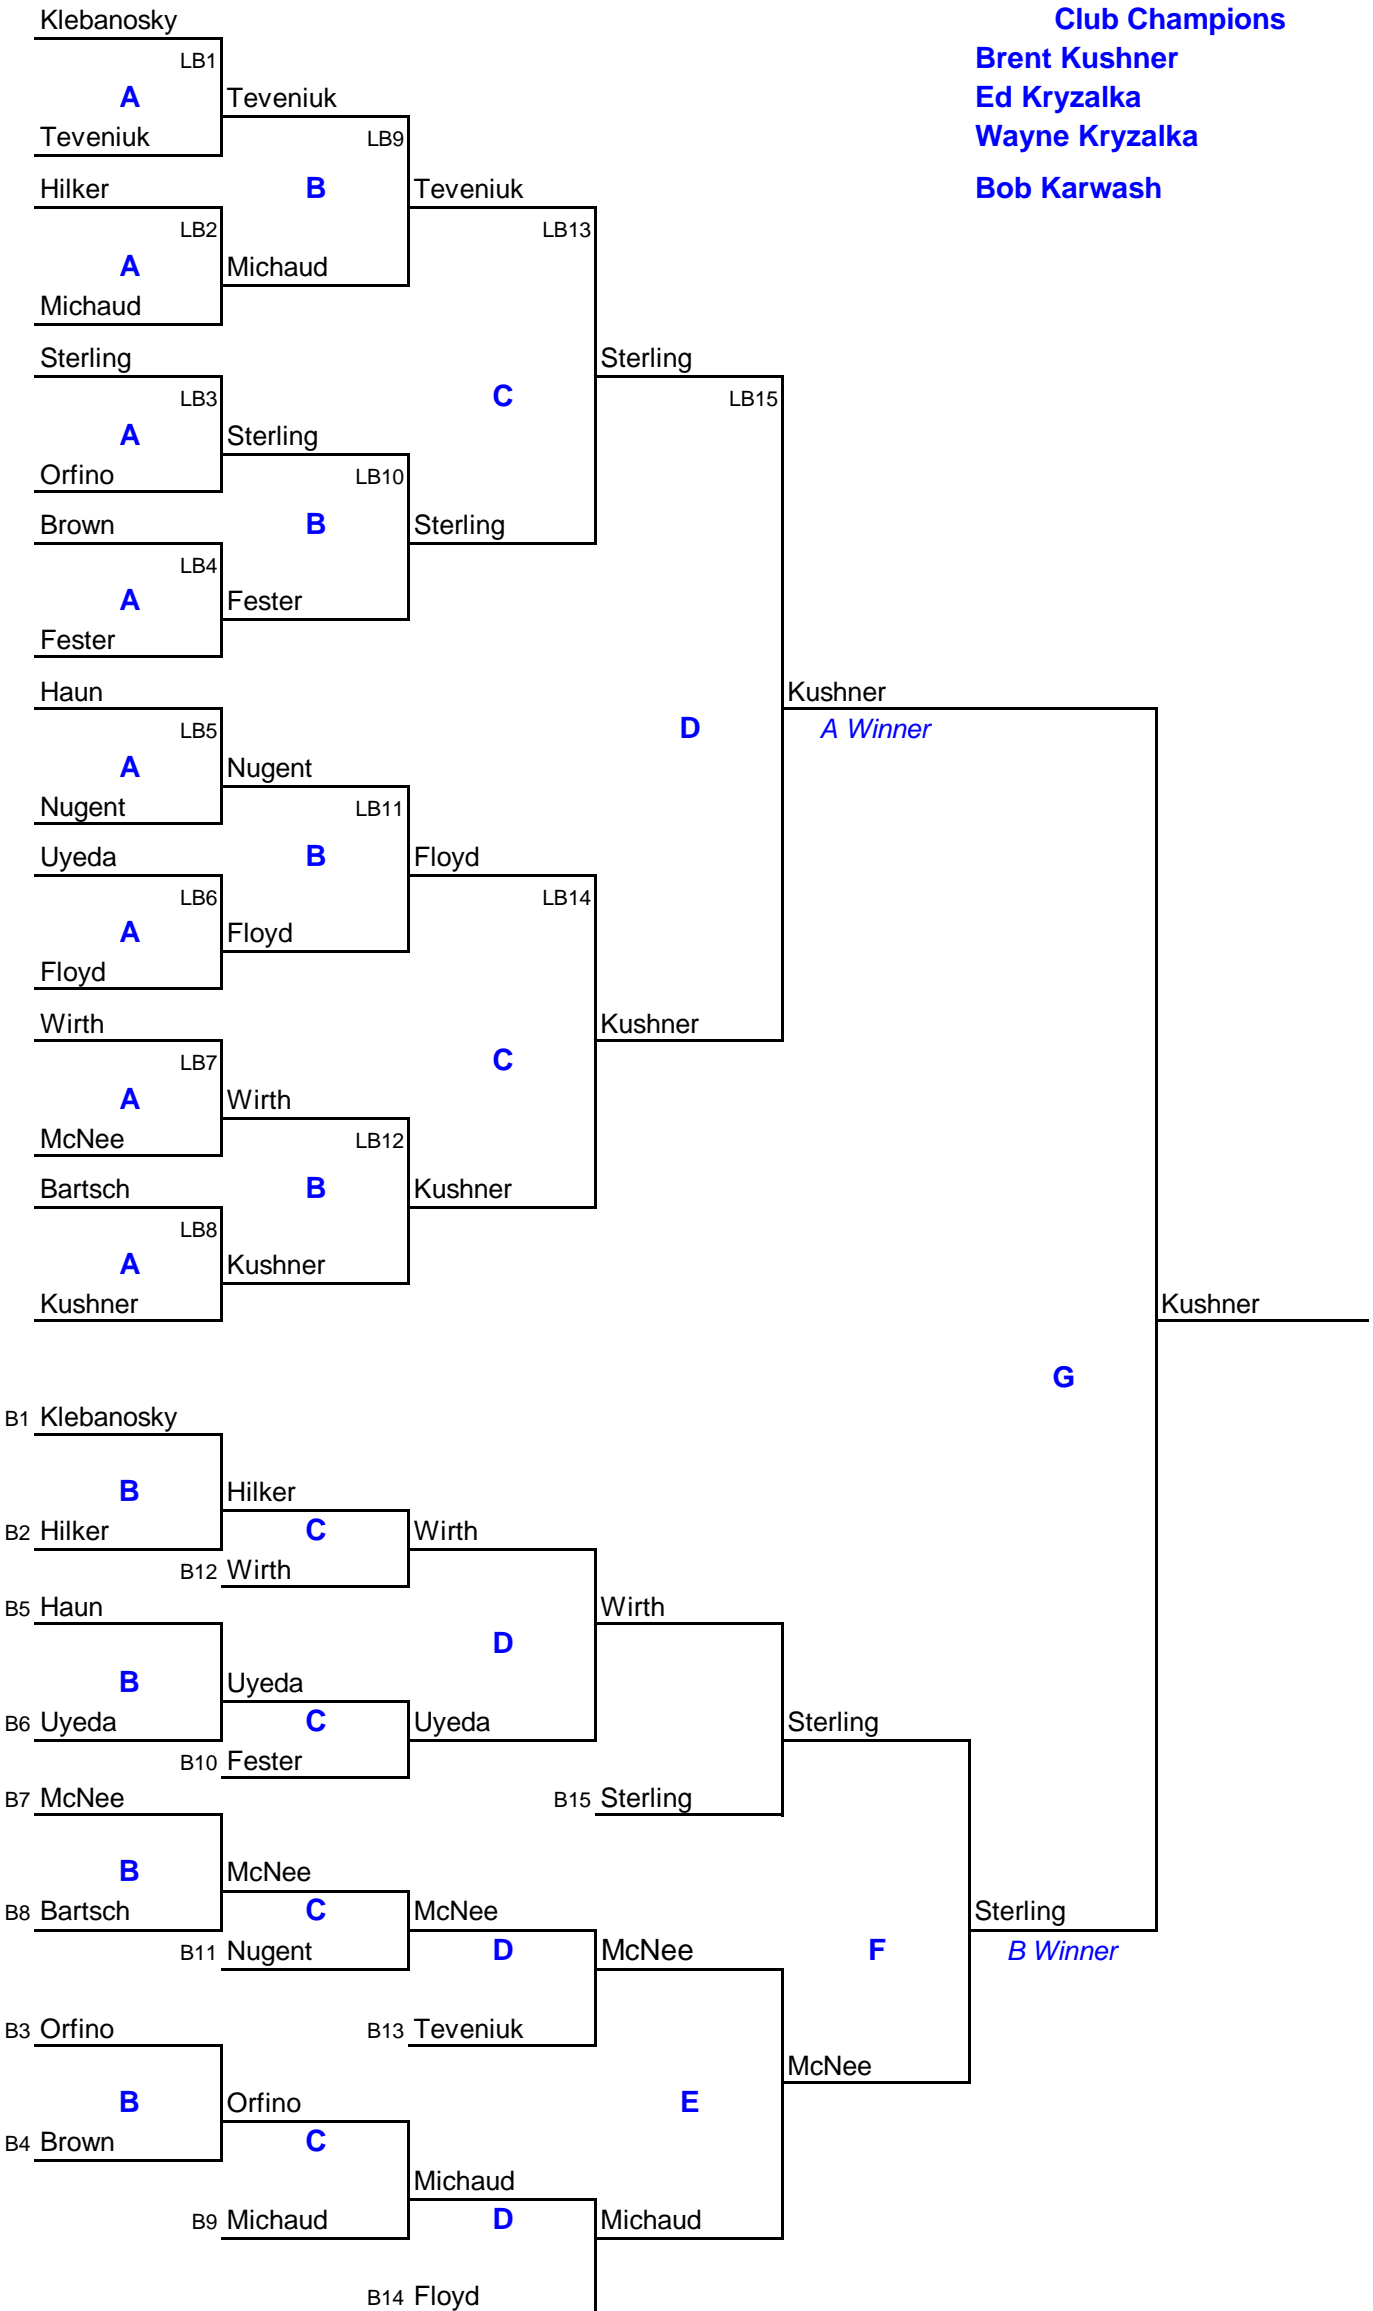 Klebanosky
Club Champions
LB1
Brent Kushner
A
Teveniuk
Ed Kryzalka
Teveniuk
LB9
Wayne Kryzalka
Hilker
B
Teveniuk
Bob Karwash
LB2
LB13
A
Michaud
Michaud
Sterling
Sterling
LB3
C
LB15
A
Sterling
Orfino
LB10
Brown
B
Sterling
LB4
A
Fester
Fester
Haun
Kushner
LB5
D
A Winner
A
Nugent
Nugent
LB11
Uyeda
B
Floyd
LB6
LB14
A
Floyd
Floyd
Wirth
Kushner
LB7
C
A
Wirth
McNee
LB12
Bartsch
B
Kushner
LB8
A
Kushner
Kushner
Kushner
G
B1 Klebanosky
B
Hilker
B2 Hilker
C
Wirth
B12 Wirth
B5 Haun
Wirth
D
B
Uyeda
B6 Uyeda
C
Uyeda
Sterling
B10 Fester
B7 McNee
B15 Sterling
B
McNee
B8 Bartsch
C
McNee
Sterling
B11 Nugent
D
McNee
F
B Winner
B3 Orfino
B13 Teveniuk
McNee
B
Orfino
E
B4 Brown
C
Michaud
B9 Michaud
D
Michaud
B14 Floyd